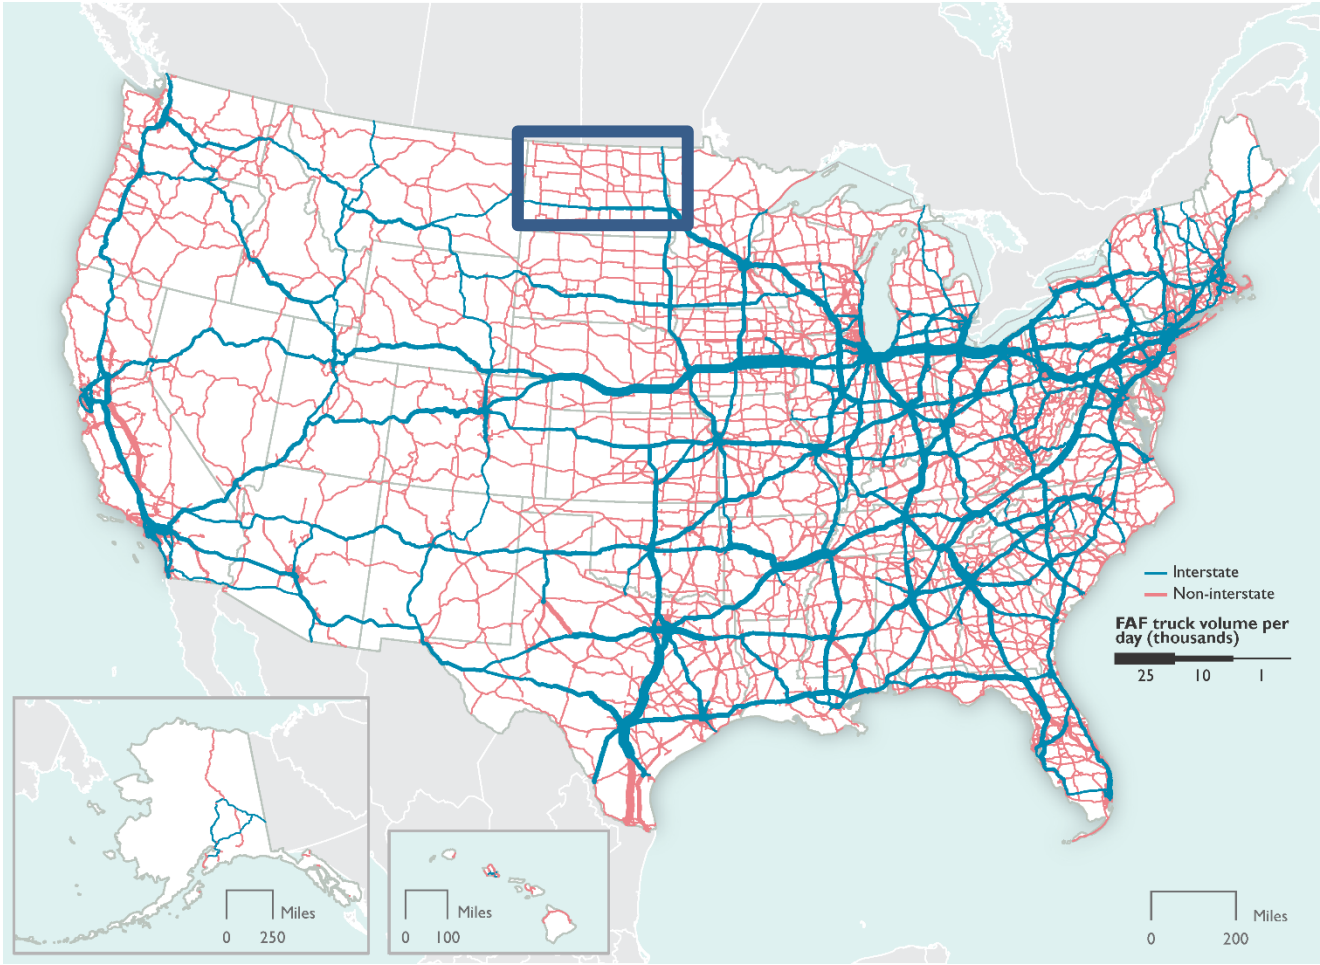 Interstate
Non-interstate
FAF truck volume per
day (thousands)
25 10 1
Miles
0 250
Miles
0 100
Miles
0 200